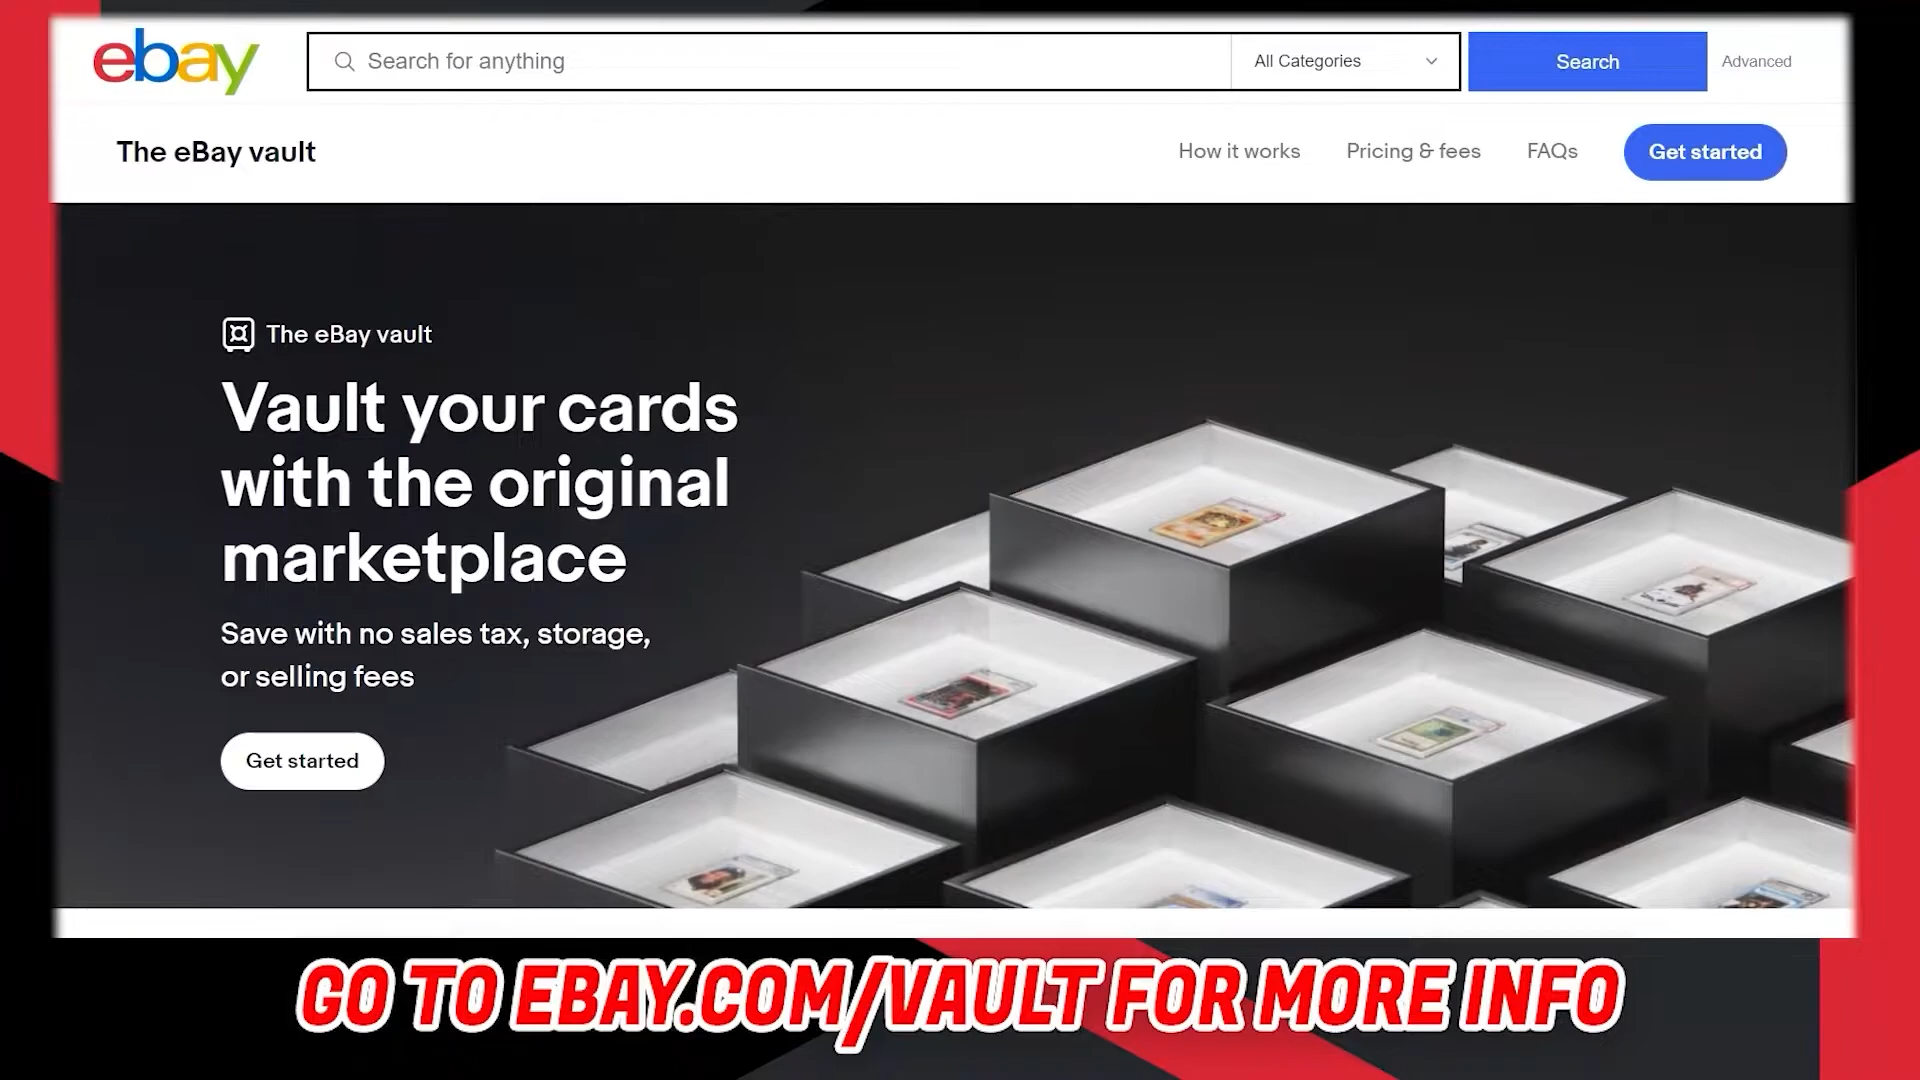 ebay
Search for anything
All Categories
Search
Advanced
The eBay vault
How it works
Pricing & fees
FAQs
Get started
The eBay vault
Vault your cards
with the original
marketplace
Save with no sales tax, storage,
or selling fees
Get started
GO TO EBAY.COM/VAULT FOR MORE INFO